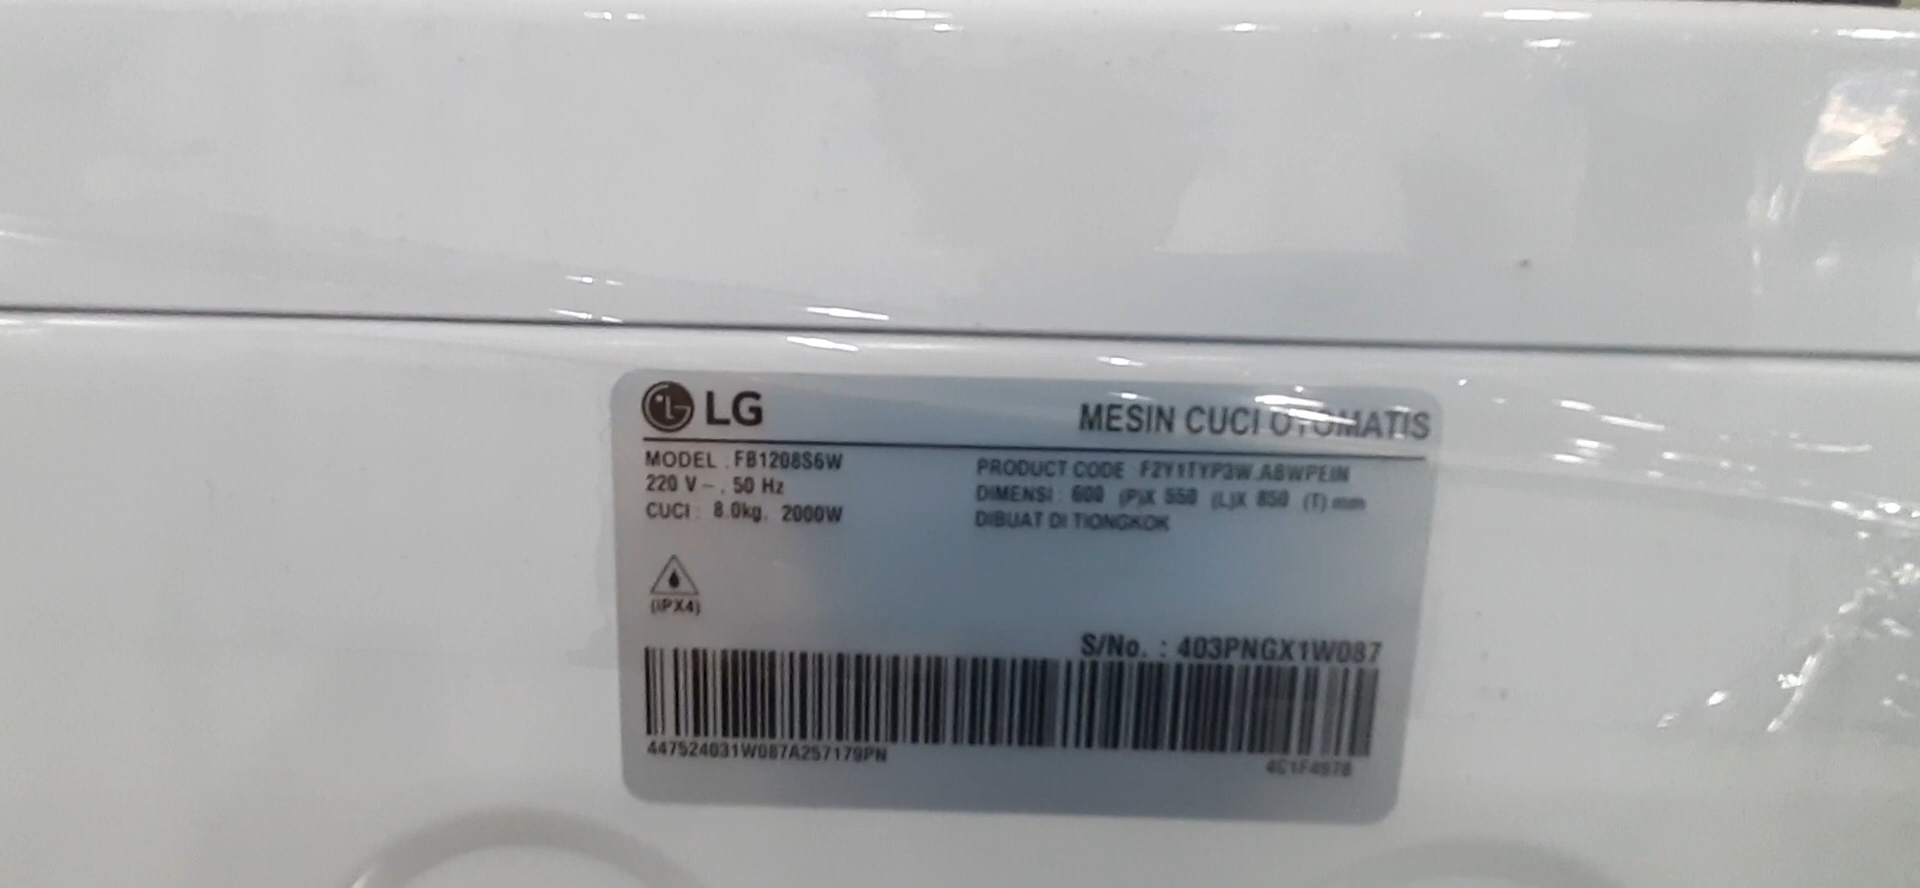 LG
MESIN CUCI OTOMATIS
MODEL : FB1208S6W
220 V ~ , 50 Hz
CUCI : 8.0kg, 2000W
PRODUCT CODE : F2Y1TYP3W.ABWPEIN
DIMENSI : 600 (P)X 550 (L)X 850 (T) mm
DIBUAT DI TIONGKOK
(IPX4)
S/No. : 403PNGX1W087
447524031W087A257179PN